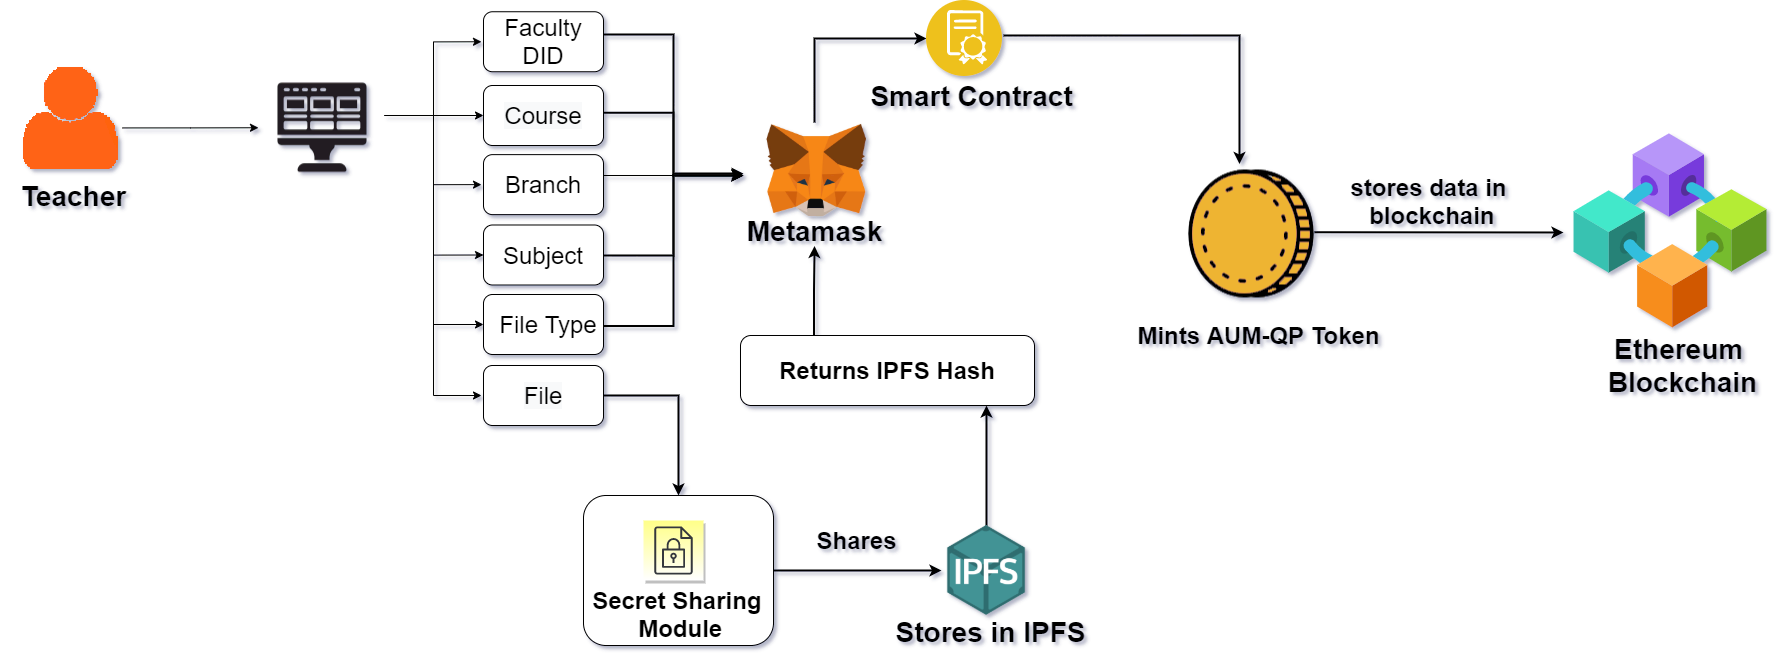 Teacher
Faculty
DID
Course
Branch
Subject
File Type
File
Secret Sharing
Module
Shares
IPFS
Stores in IPFS
Returns IPFS Hash
Metamask
Smart Contract
Mints AUM-QP Token
stores data in
blockchain
Ethereum
Blockchain